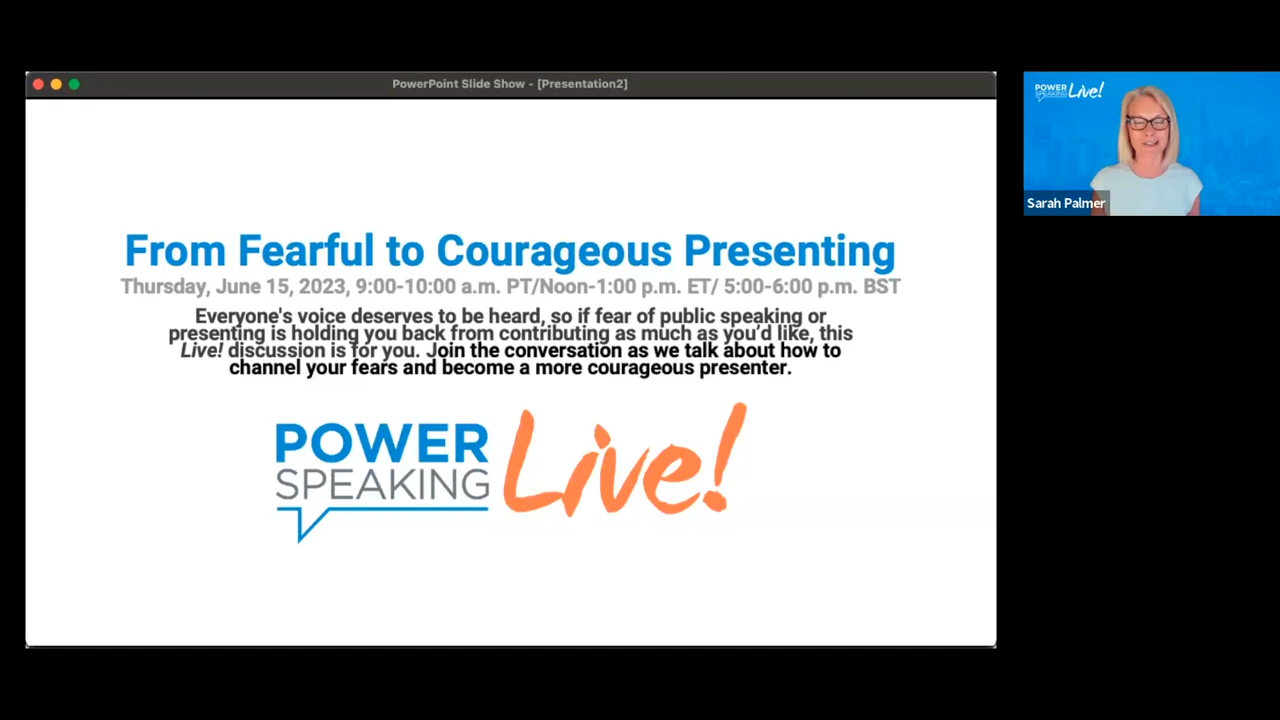 PowerPoint Slide Show - [Presentation2]
From Fearful to Courageous Presenting
Thursday, June 15, 2023, 9:00-10:00 a.m. PT/Noon-1:00 p.m. ET/ 5:00-6:00 p.m. BST
Everyone's voice deserves to be heard, so if fear of public speaking or
presenting is holding you back from contributing as much as you’d like, this
Live! discussion is for you. Join the conversation as we talk about how to
channel your fears and become a more courageous presenter.
POWER
SPEAKING
Live!
POWER
SPEAKING
Live!
Sarah Palmer